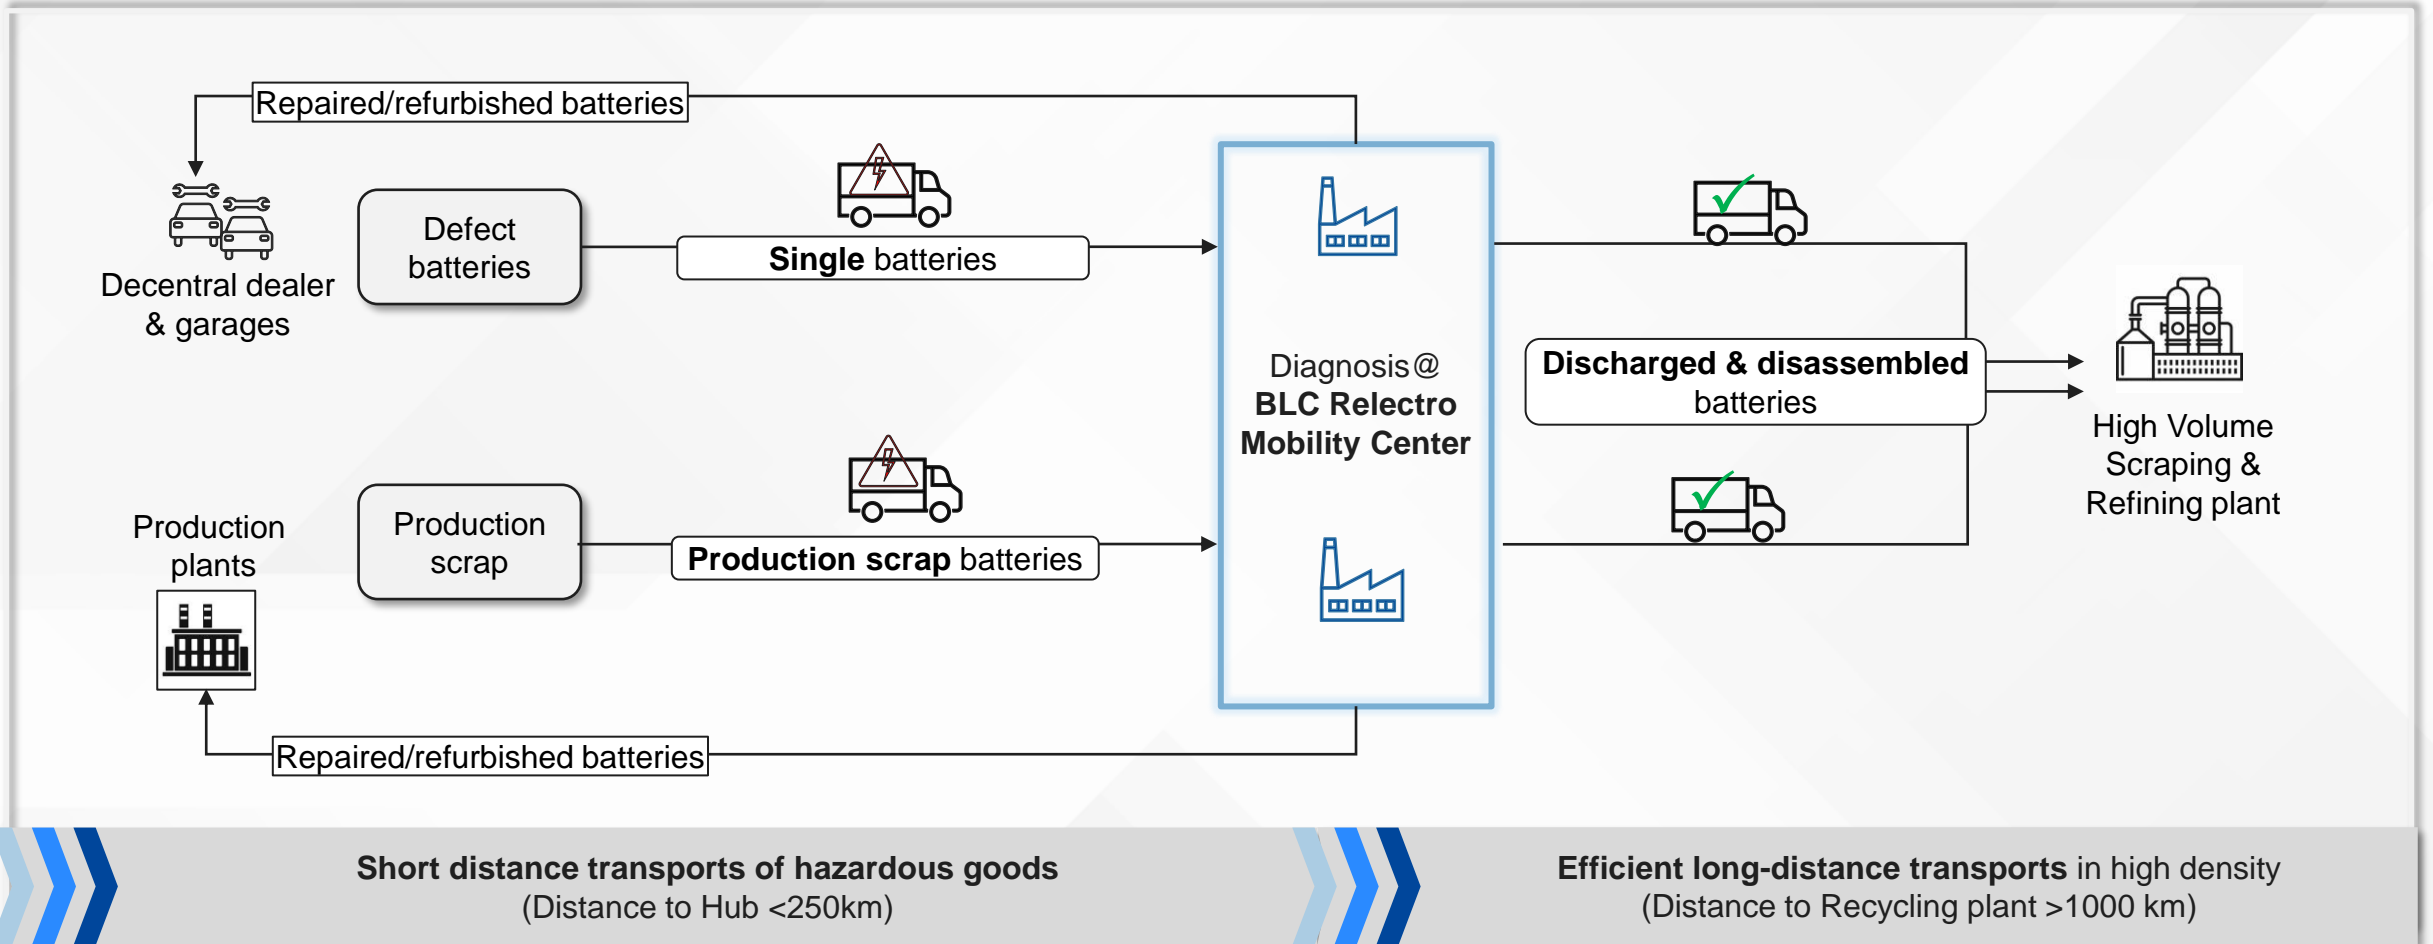 Repaired/refurbished batteries
Decentral dealer
& garages
Defect
batteries
Single batteries
Production
plants
Production
scrap
Production scrap batteries
Repaired/refurbished batteries
Diagnosis@
BLC Relectro
Mobility Center
Discharged & disassembled
batteries
High Volume
Scraping &
Refining plant
Short distance transports of hazardous goods
(Distance to Hub <250km)
Efficient long-distance transports in high density
(Distance to Recycling plant >1000 km)